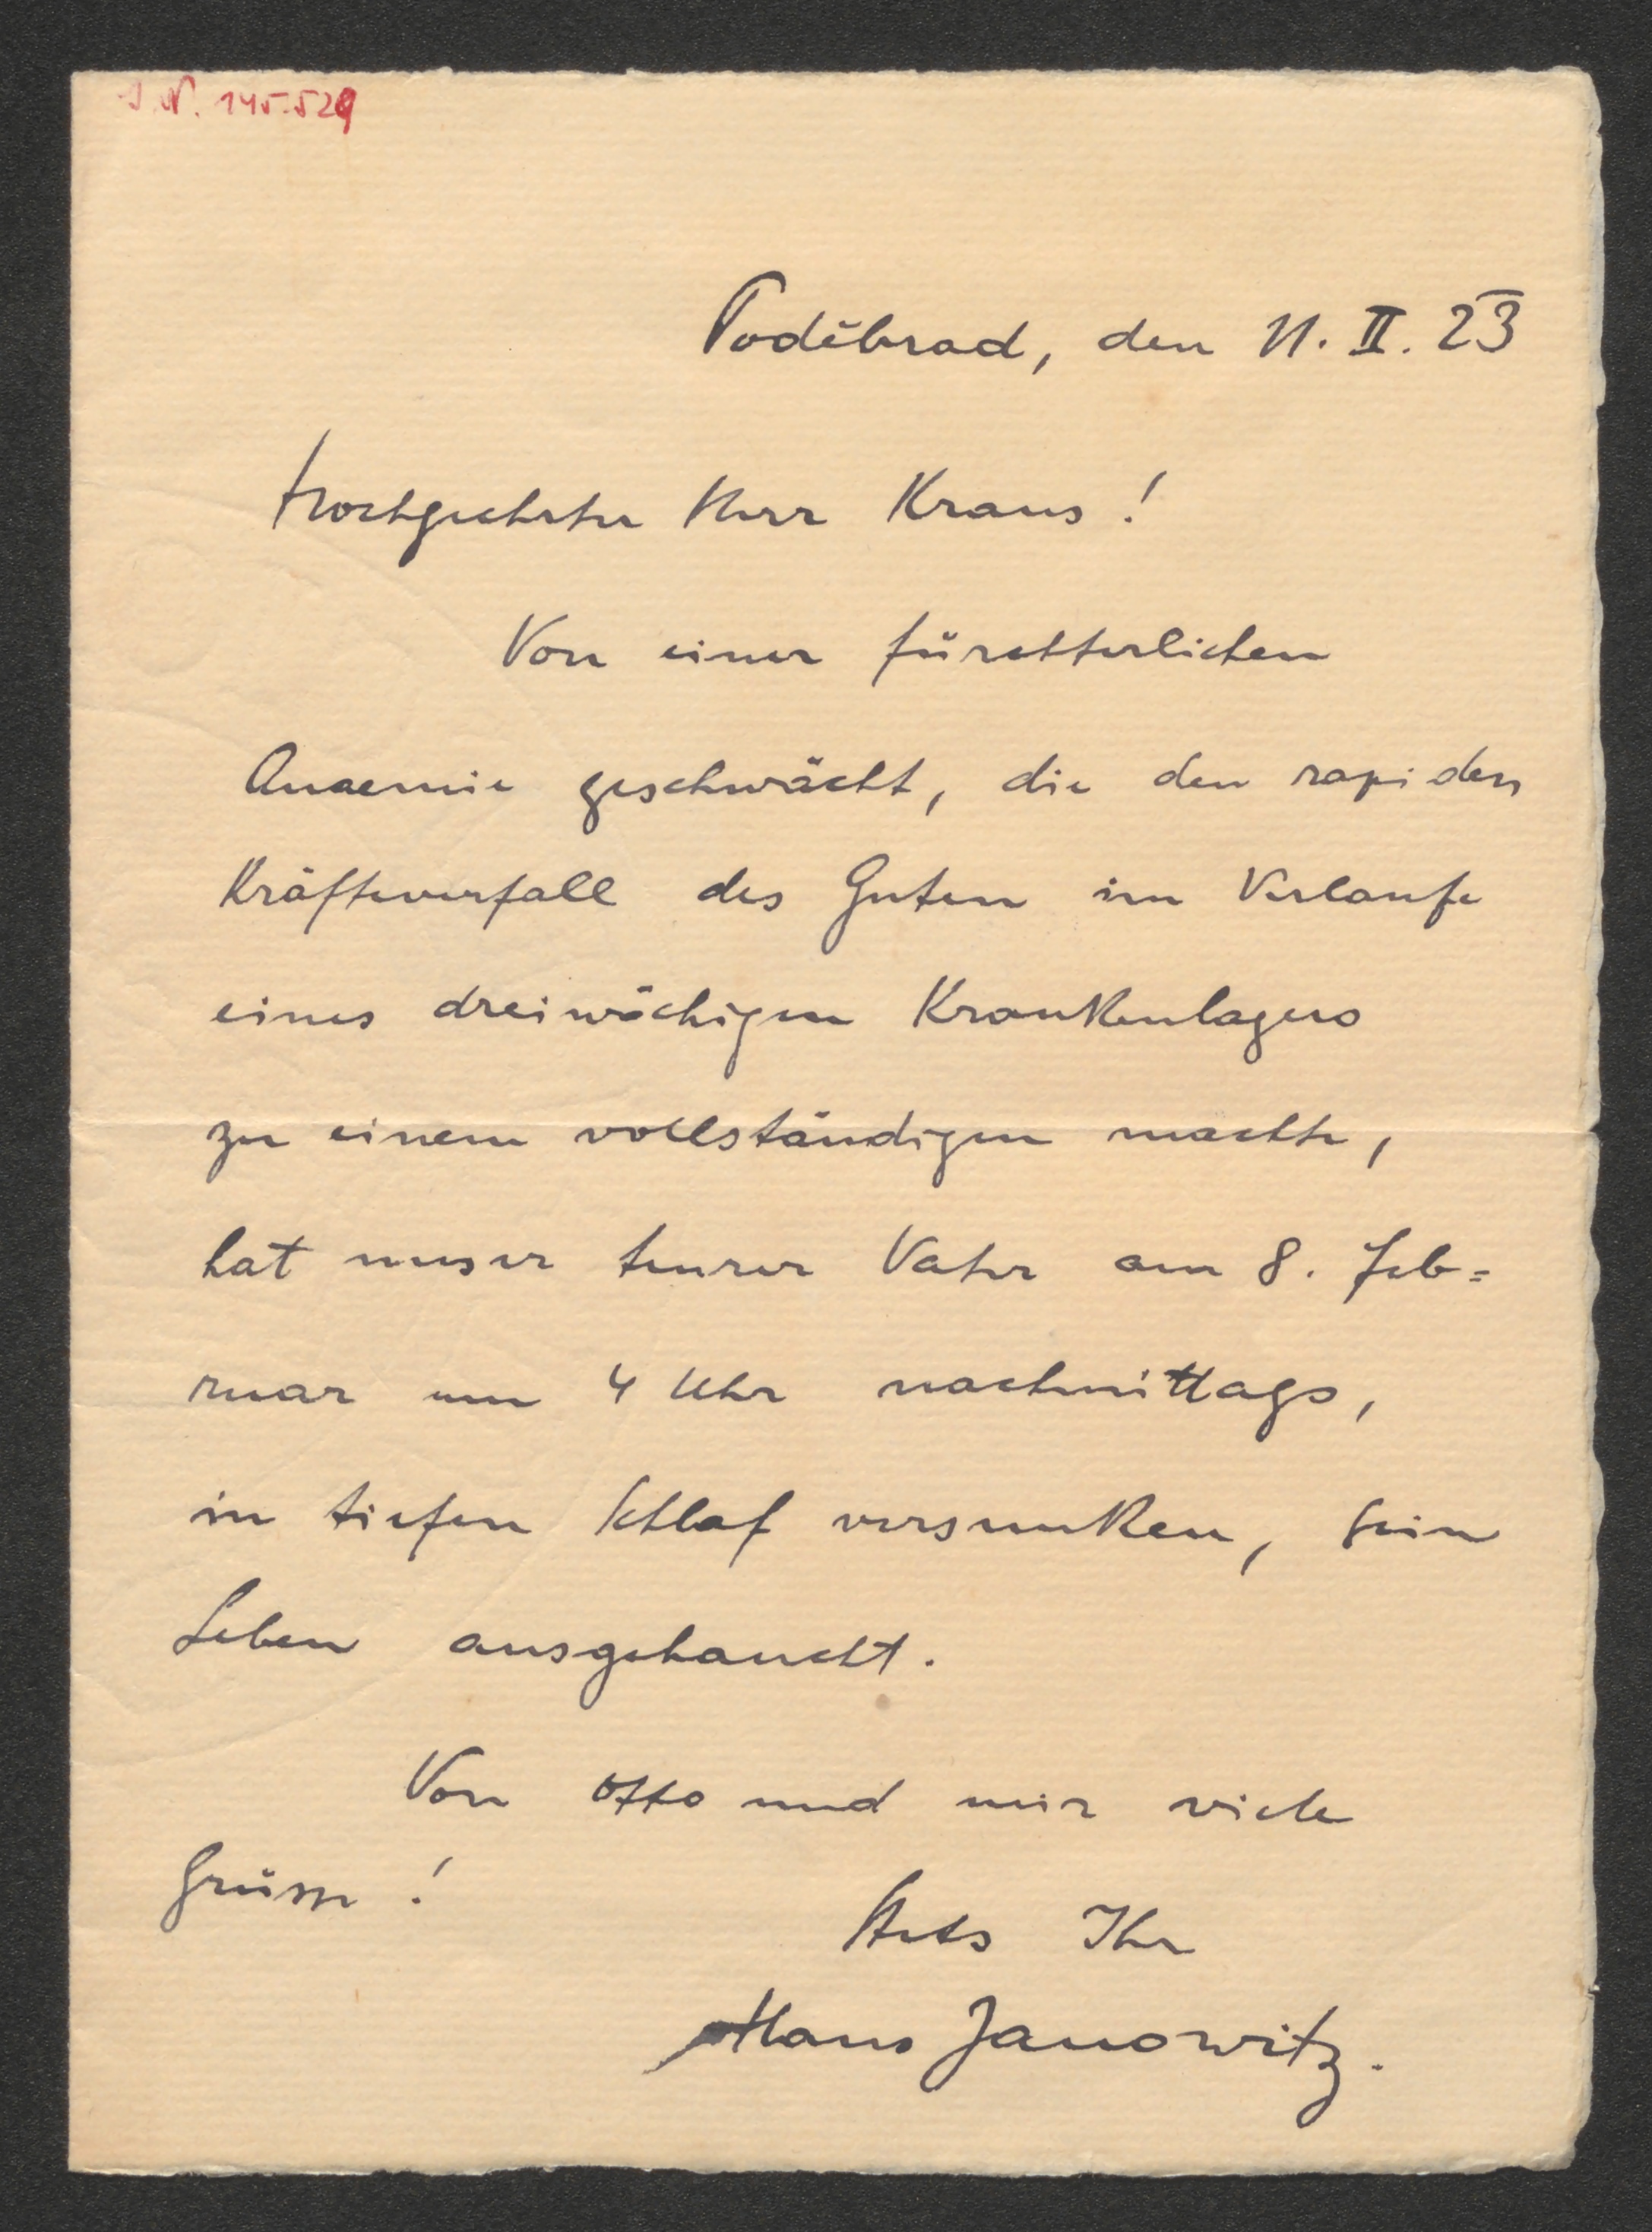 I. N. 145.529
Poděbrad, den 11. II. 23
Hochgeehrter Herr Kraus!
Von einer fürchterlichen
Anaemie geschwächt, die den rapiden
Kräfteverfall des Guten im Verlaufe
eines dreiwöchigen Krankenlagers
zu einem vollständigen machte,
hat unser teurer Vater am 8. Feb=
ruar um 4 Uhr nachmittags,
in tiefen Schlaf versunken, sein
Leben ausgehaucht.
Von Otto und mir viele
Grüsse!
Stets Ihr
Hans Janowitz.